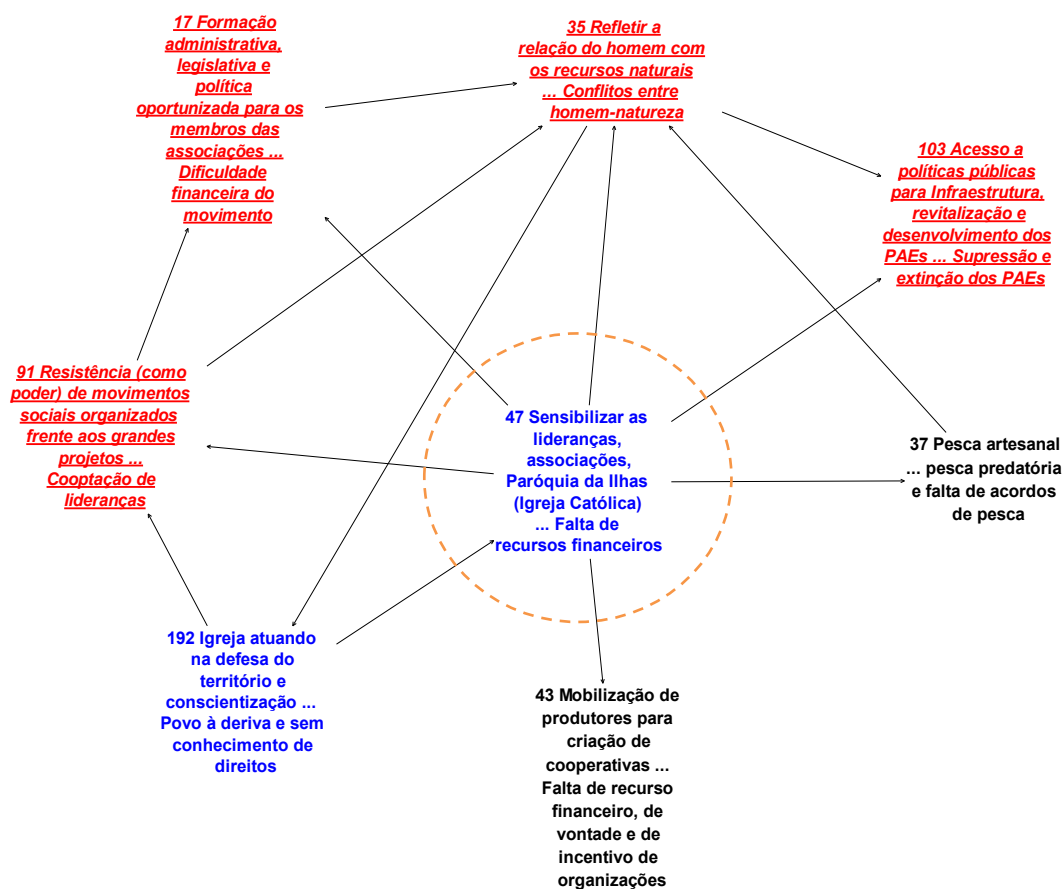 17 Formação
administrativa,
legislativa e
política
oportunizada para os
membros das
associações ...
Dificuldade
financeira do
movimento
35 Refletir a
relação do homem com
os recursos naturais
... Conflitos entre
homem-natureza
103 Acesso a
políticas públicas
para Infraestrutura,
revitalização e
desenvolvimento dos
PAEs ... Supressão e
extinção dos PAEs
91 Resistência (como
poder) de movimentos
sociais organizados
frente aos grandes
projetos ...
Cooptação de
lideranças
47 Sensibilizar as
lideranças,
associações,
Paróquia da Ilhas
(Igreja Católica)
... Falta de
recursos financeiros
37 Pesca artesanal
... pesca predatória
e falta de acordos
de pesca
192 Igreja atuando
na defesa do
território e
conscientização ...
Povo à deriva e sem
conhecimento de
direitos
43 Mobilização de
produtores para
criação de
cooperativas ...
Falta de recurso
financeiro, de
vontade e de
incentivo de
organizações